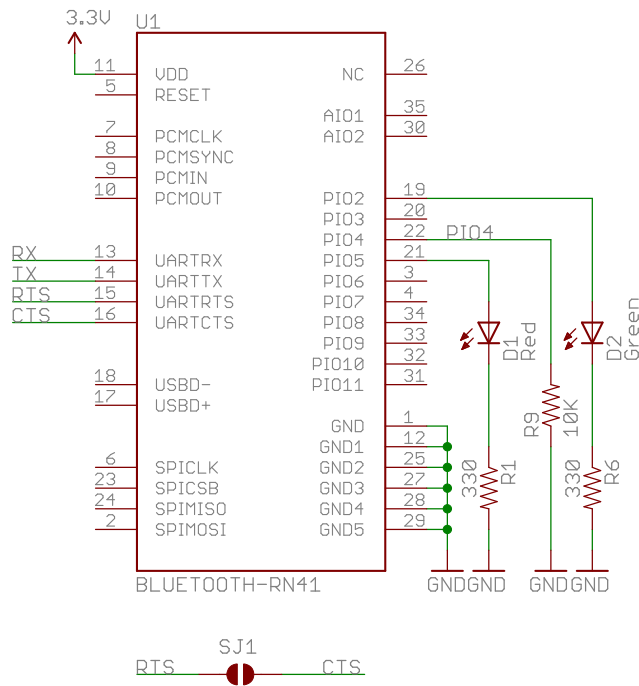 3.3V
U1
11 VDD
5 RESET
7 PCMCLK
8 PCMSYNC
9 PCMIN
10 PCMOUT
RX 13 UARTRX
TX 14 UARTTX
RTS 15 UARTRTS
CTS 16 UARTCTS
18 USBD-
17 USBD+
6 SPICLK
23 SPICSB
24 SPIMISO
2 SPIMOSI
NC 26
AIO1 35
AIO2 30
PIO2 19
PIO3 20
PIO4 22 PIO4
PIO5 21
PIO6 3
PIO7 4
PIO8 34
PIO9 33
PIO10 32
PIO11 31
GND 1
GND1 12
GND2 25
GND3 27
GND4 28
GND5 29
D1
Red
D2
Green
R9
10K
330
R1
330
R6
GND GND GND GND
BLUETOOTH-RN41
SJ1
RTS CTS